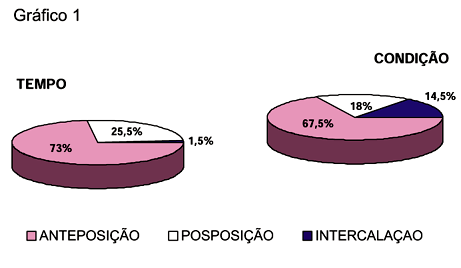 Gráfico 1
TEMPO
25,5%
1,5%
73%
CONDIÇÃO
14,5%
18%
67,5%
ANTEPOSIÇÃO POSPOSIÇÃO INTERCALAÇAO